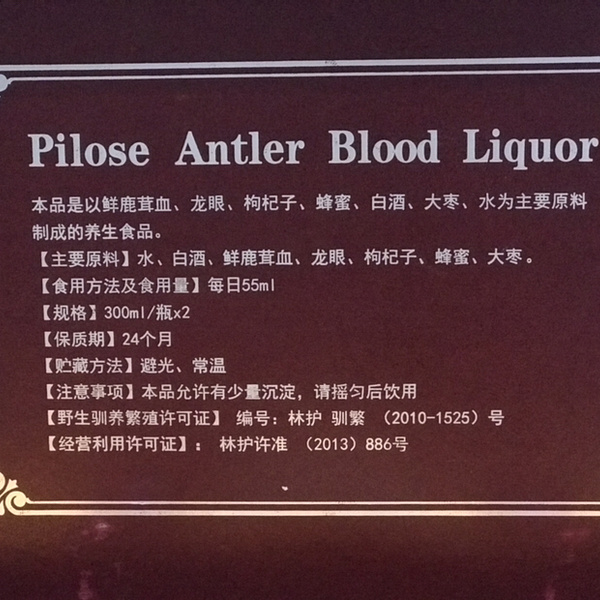 Pilose Antler Blood Liquor
本品是以鲜鹿茸血、龙眼、枸杞子、蜂蜜、白酒、大枣、水为主要原料
制成的养生食品。
【主要原料】水、白酒、鲜鹿茸血、龙眼、枸杞子、蜂蜜、大枣。
【食用方法及食用量】每日55ml
【规格】300ml/瓶x2
【保质期】24个月
【贮藏方法】避光、常温
【注意事项】本品允许有少量沉淀，请摇匀后饮用
【野生驯养繁殖许可证】 编号：林护 驯繁 （2010-1525）号
【经营利用许可证】： 林护许准 （2013）886号